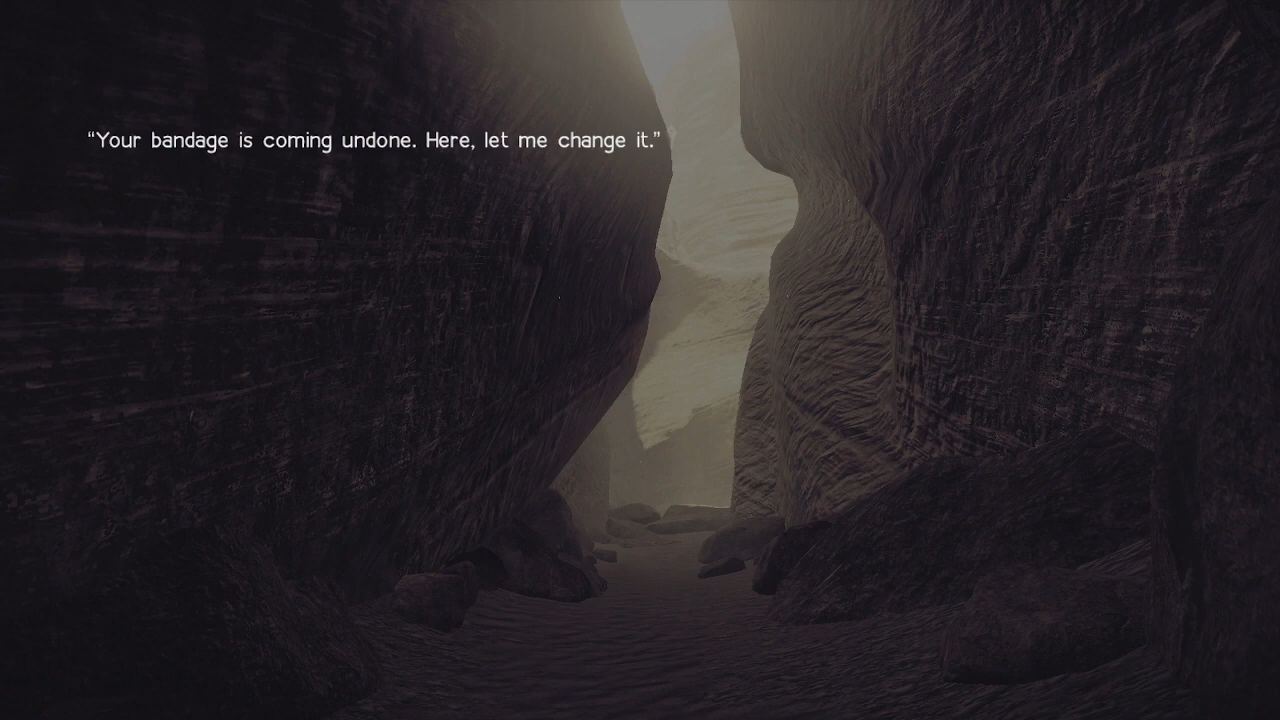 “Your bandage is coming undone. Here, let me change it.”